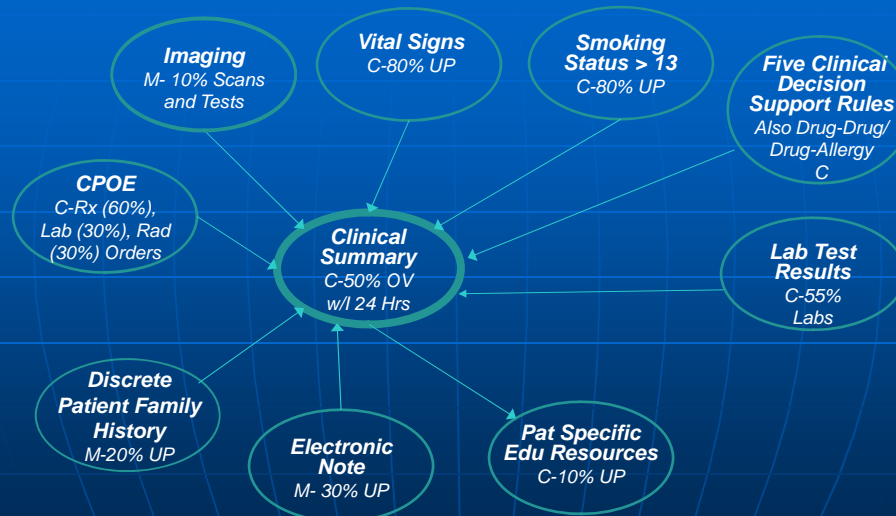 Imaging
M- 10% Scans
and Tests
Vital Signs
C-80% UP
Smoking
Status > 13
C-80% UP
Five Clinical
Decision
Support Rules
Also Drug-Drug/
Drug-Allergy
C
CPOE
C-Rx (60%),
Lab (30%), Rad
(30%) Orders
Clinical
Summary
C-50% OV
w/I 24 Hrs
Lab Test
Results
C-55%
Labs
Discrete
Patient Family
History
M-20% UP
Electronic
Note
M- 30% UP
Pat Specific
Edu Resources
C-10% UP